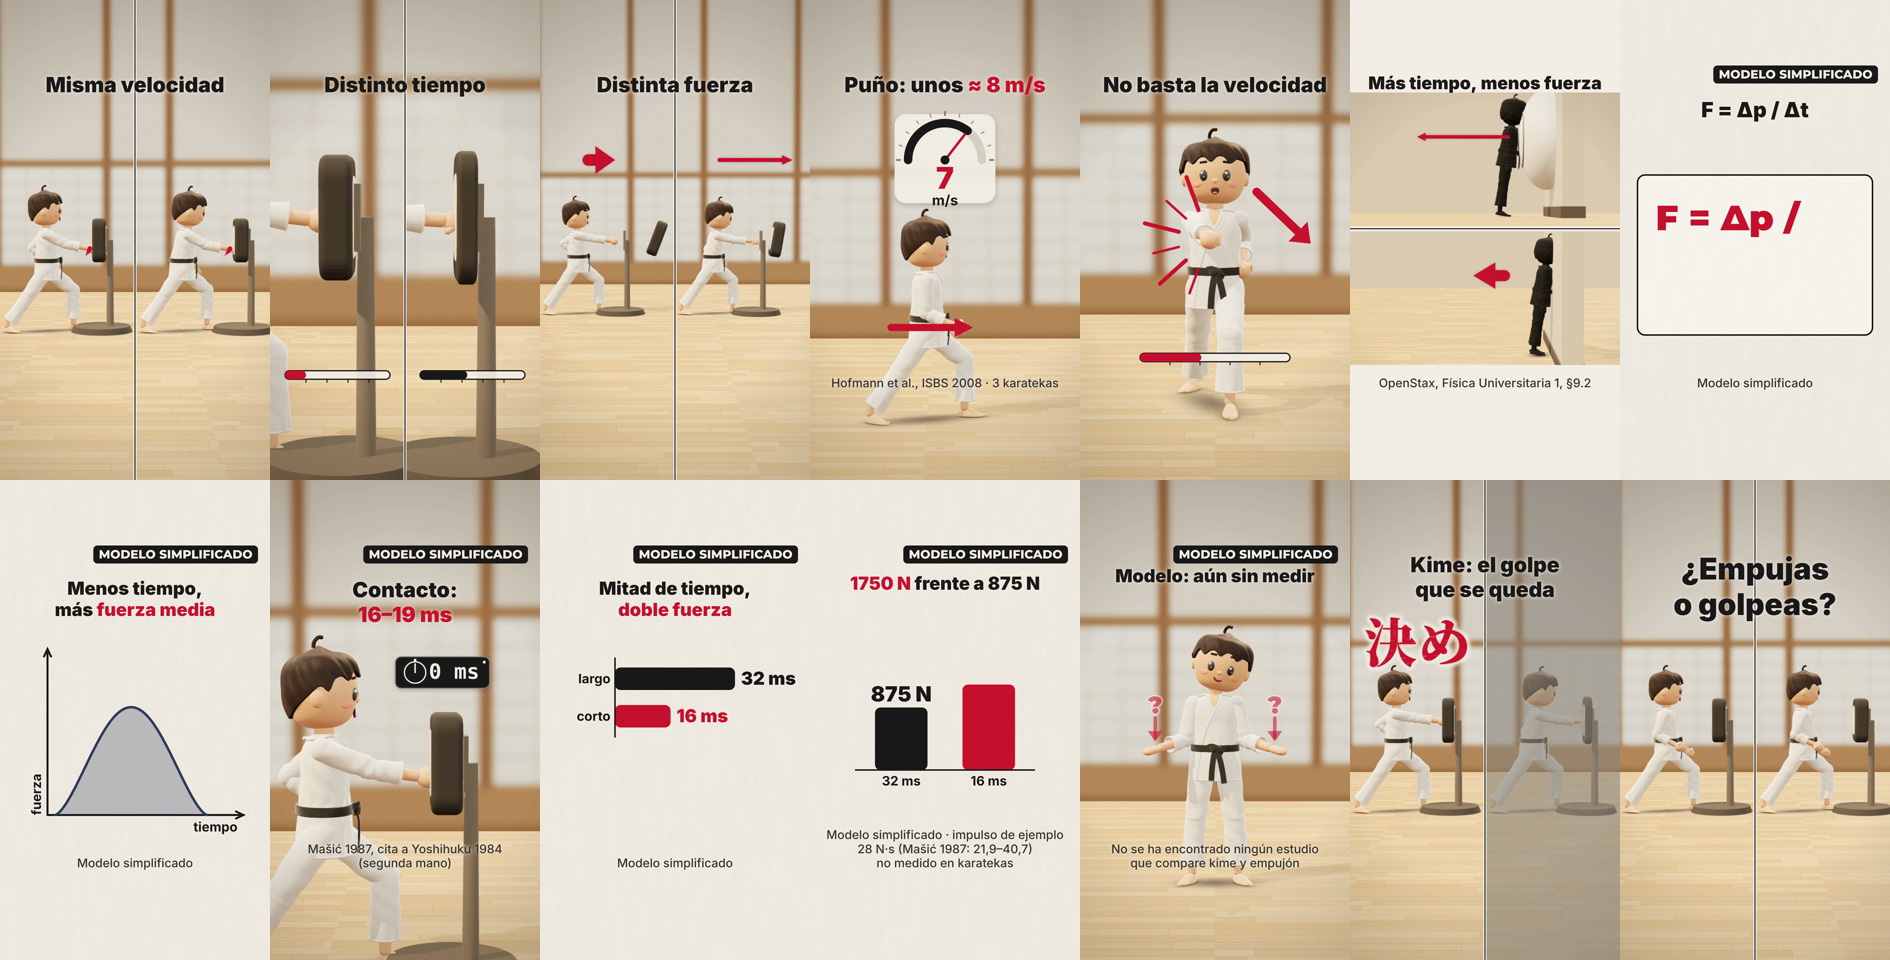 Misma velocidad
Distinto tiempo
Distinta fuerza
Puño: unos ≈ 8 m/s
7
m/s
Hofmann et al., ISBS 2008 · 3 karatekas
No basta la velocidad
Más tiempo, menos fuerza
OpenStax, Física Universitaria 1, §9.2
MODELO SIMPLIFICADO
F = Δp / Δt
F = Δp /
Modelo simplificado
MODELO SIMPLIFICADO
Menos tiempo,
más fuerza media
fuerza
tiempo
Modelo simplificado
MODELO SIMPLIFICADO
Contacto:
16–19 ms
0 ms
Mašić 1987, cita a Yoshihuku 1984
(segunda mano)
MODELO SIMPLIFICADO
Mitad de tiempo,
doble fuerza
largo 32 ms
corto 16 ms
Modelo simplificado
MODELO SIMPLIFICADO
1750 N frente a 875 N
875 N
32 ms 16 ms
Modelo simplificado · impulso de ejemplo
28 N·s (Mašić 1987: 21,9–40,7)
no medido en karatekas
MODELO SIMPLIFICADO
Modelo: aún sin medir
? ?
No se ha encontrado ningún estudio
que compare kime y empujón
Kime: el golpe
que se queda
決め
¿Empujas
o golpeas?